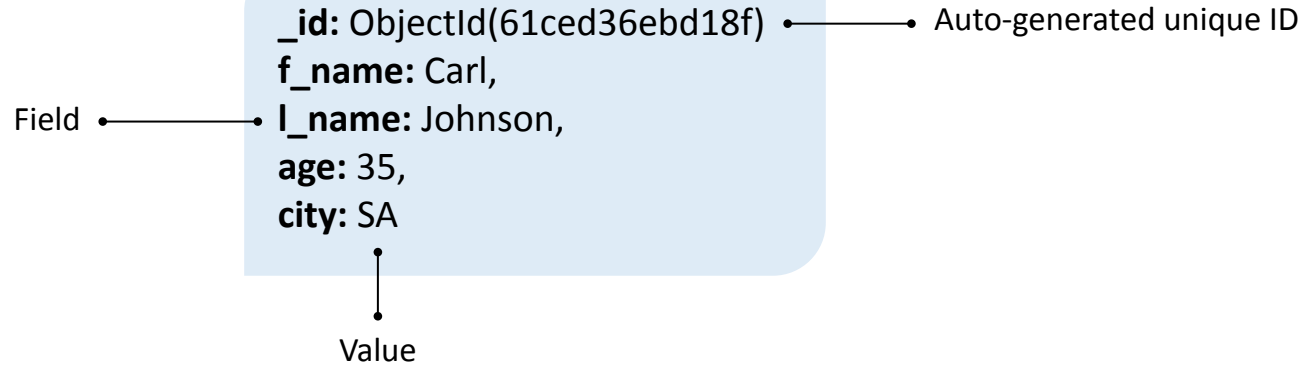 _id: ObjectId(61ced36ebd18f)
Auto-generated unique ID
f_name: Carl,
Field
l_name: Johnson,
age: 35,
city: SA
Value